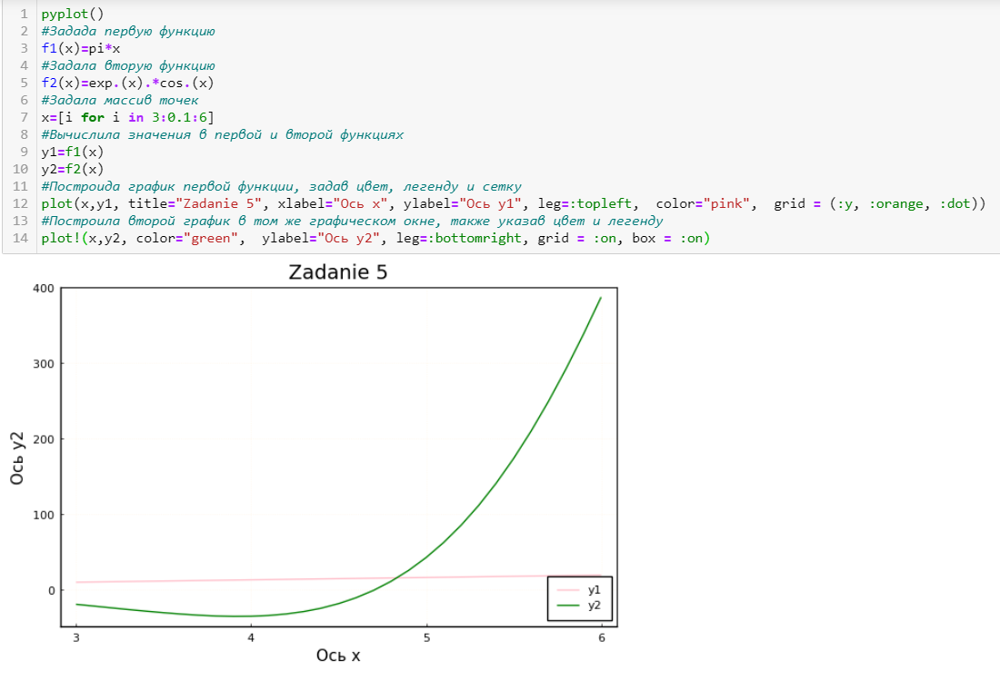 1 pyplot()
2 #Задада первую функцию
3 f1(x)=pi*x
4 #Задала вторую функцию
5 f2(x)=exp.(x).*cos.(x)
6 #Задала массив точек
7 x=[i for i in 3:0.1:6]
8 #Вычислила значения в первой и второй функциях
9 y1=f1(x)
10 y2=f2(x)
11 #Построида график первой функции, задав цвет, легенду и сетку
12 plot(x,y1, title="Zadanie 5", xlabel="Ось x", ylabel="Ось y1", leg=:topleft,  color="pink",  grid = (:y, :orange, :dot))
13 #Построила второй график в том же графическом окне, также указав цвет и легенду
14 plot!(x,y2, color="green",  ylabel="Ось y2", leg=:bottomright, grid = :on, box = :on)
Zadanie 5
400
300
200
100
0
Ось y2
y1
y2
3 4 5 6
Ось x